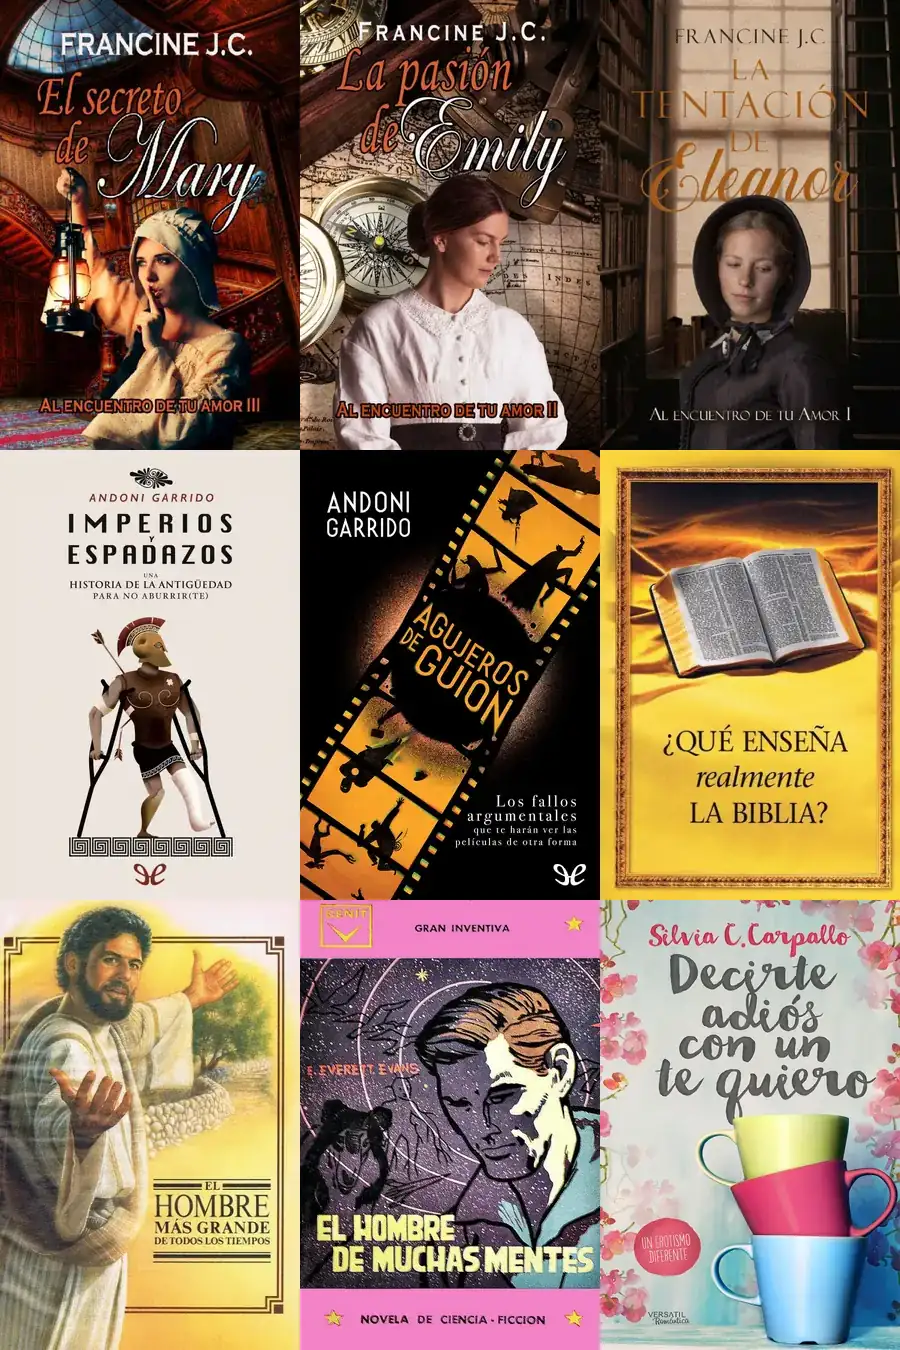 FRANCINE J.C.
El secreto
de Mary
AL ENCUENTRO DE TU AMOR III
FRANCINE J.C.
La pasión
de Emily
AL ENCUENTRO DE TU AMOR II
FRANCINE J.C.
LA
TENTACIÓN
DE
Eleanor
AL ENCUENTRO DE TU AMOR I
ANDONI GARRIDO
IMPERIOS
Y
ESPADAZOS
UNA
HISTORIA DE LA ANTIGÜEDAD
PARA NO ABURRIR(TE)
ANDONI
GARRIDO
AGUJEROS
DE GUION
Los fallos
argumentales
que te harán ver las
películas de otra forma
¿QUÉ ENSEÑA
realmente
LA BIBLIA?
EL
HOMBRE
MÁS GRANDE
DE TODOS LOS TIEMPOS
GENIT
GRAN INVENTIVA
E. EVERETT EVANS
EL HOMBRE
DE MUCHAS MENTES
NOVELA DE CIENCIA-FICCION
Silvia C. Carpallo
Decirte
adiós
con un
te quiero
UN EROTISMO
DIFERENTE
VERSATIL
Romántica